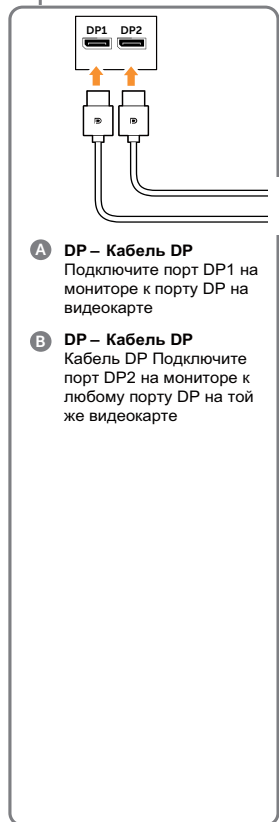 DP1 DP2
A DP – Кабель DP
Подключите порт DP1 на
мониторе к порту DP на
видеокарте
B DP – Кабель DP
Кабель DP Подключите
порт DP2 на мониторе к
любому порту DP на той
же видеокарте